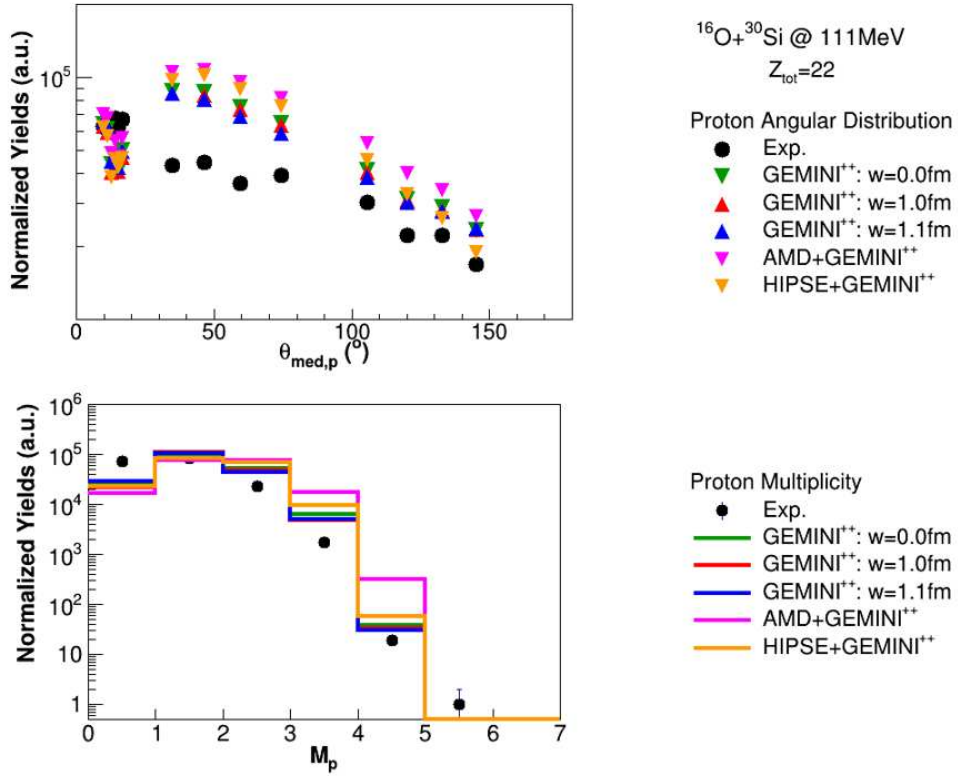 Normalized Yields (a.u.)
10⁵
0 50 100 150
θmed,p (°)
¹⁶O+³⁰Si @ 111MeV
Ztot=22
Proton Angular Distribution
Exp.
GEMINI⁺⁺: w=0.0fm
GEMINI⁺⁺: w=1.0fm
GEMINI⁺⁺: w=1.1fm
AMD+GEMINI⁺⁺
HIPSE+GEMINI⁺⁺
Normalized Yields (a.u.)
10⁶
10⁵
10⁴
10³
10²
10
1
0 1 2 3 4 5 6 7
Mp
Proton Multiplicity
Exp.
GEMINI⁺⁺: w=0.0fm
GEMINI⁺⁺: w=1.0fm
GEMINI⁺⁺: w=1.1fm
AMD+GEMINI⁺⁺
HIPSE+GEMINI⁺⁺